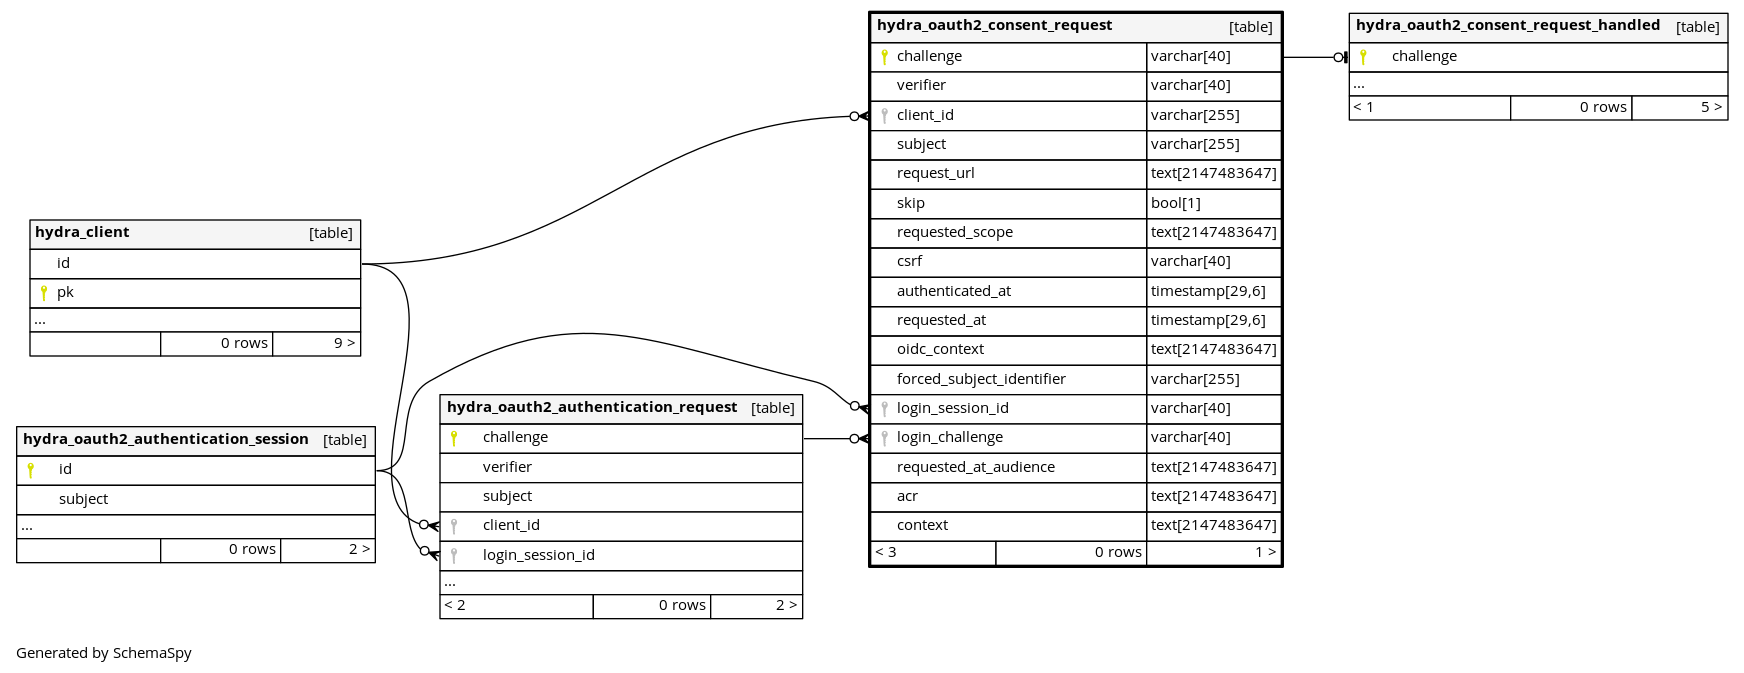 hydra_oauth2_consent_request [table]
challenge varchar[40]
verifier varchar[40]
client_id varchar[255]
subject varchar[255]
request_url text[2147483647]
skip bool[1]
requested_scope text[2147483647]
csrf varchar[40]
authenticated_at timestamp[29,6]
requested_at timestamp[29,6]
oidc_context text[2147483647]
forced_subject_identifier varchar[255]
login_session_id varchar[40]
login_challenge varchar[40]
requested_at_audience text[2147483647]
acr text[2147483647]
context text[2147483647]
< 3 0 rows 1 >
hydra_oauth2_consent_request_handled [table]
challenge
...
< 1 0 rows 5 >
hydra_client [table]
id
pk
...
0 rows 9 >
hydra_oauth2_authentication_request [table]
challenge
verifier
subject
client_id
login_session_id
...
< 2 0 rows 2 >
hydra_oauth2_authentication_session [table]
id
subject
...
0 rows 2 >
Generated by SchemaSpy